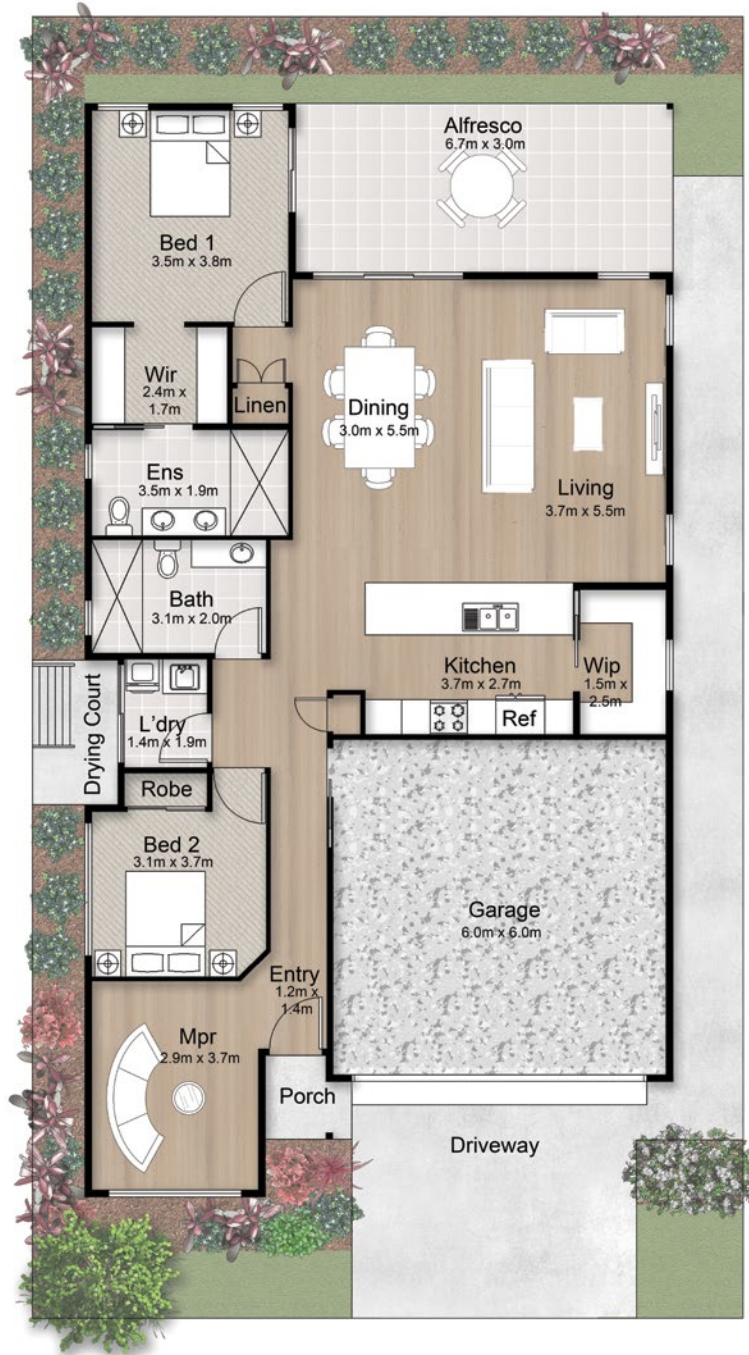 Alfresco
6.7m x 3.0m
Bed 1
3.5m x 3.8m
Wir
2.4m x
1.7m
Linen
Dining
3.0m x 5.5m
Ens
3.5m x 1.9m
Living
3.7m x 5.5m
Bath
3.1m x 2.0m
Kitchen
3.7m x 2.7m
Wip
1.5m x
2.5m
Drying Court
L'dry
1.4m x 1.9m
Ref
Robe
Bed 2
3.1m x 3.7m
Garage
6.0m x 6.0m
Entry
1.2m x
1.4m
Mpr
2.9m x 3.7m
Porch
Driveway